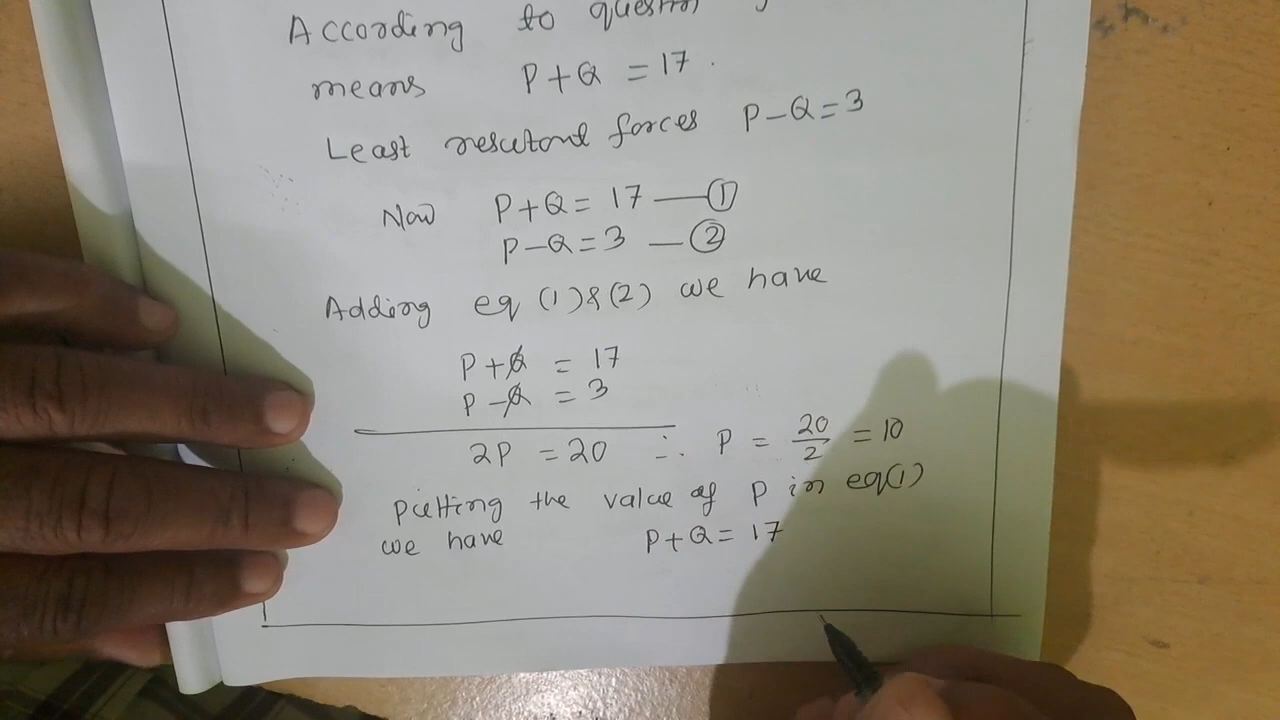 According to question
means P+Q = 17.
Least resultant forces P-Q=3
Now P+Q= 17 — ①
P-Q=3 — ②
Adding eq (1)&(2) we have
P+Q = 17
P-Q = 3
2P = 20 ∴ P = 20/2 = 10
Putting the value of P in eq(1)
we have P+Q= 17